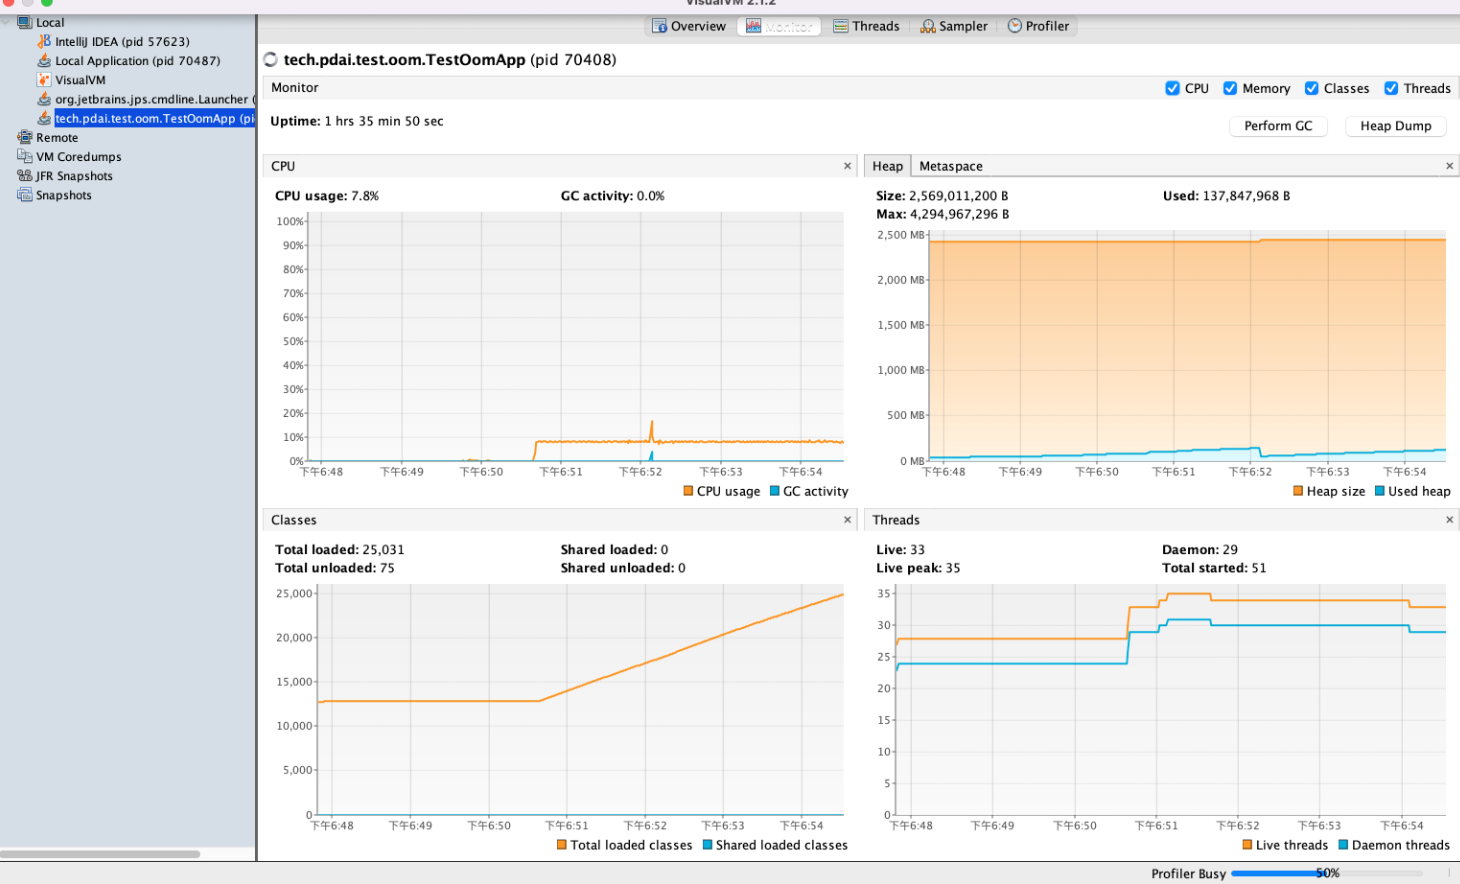 VisualVM 2.1.2
Local
IntelliJ IDEA (pid 57623)
Local Application (pid 70487)
VisualVM
org.jetbrains.jps.cmdline.Launcher (
tech.pdai.test.oom.TestOomApp (pi
Remote
VM Coredumps
JFR Snapshots
Snapshots
Overview Monitor Threads Sampler Profiler
tech.pdai.test.oom.TestOomApp (pid 70408)
Monitor
CPU Memory Classes Threads
Uptime: 1 hrs 35 min 50 sec
Perform GC Heap Dump
CPU ×
CPU usage: 7.8% GC activity: 0.0%
100%
90%
80%
70%
60%
50%
40%
30%
20%
10%
0%
下午6:48 下午6:49 下午6:50 下午6:51 下午6:52 下午6:53 下午6:54
CPU usage GC activity
Heap Metaspace ×
Size: 2,569,011,200 B Used: 137,847,968 B
Max: 4,294,967,296 B
2,500 MB
2,000 MB
1,500 MB
1,000 MB
500 MB
0 MB
下午6:48 下午6:49 下午6:50 下午6:51 下午6:52 下午6:53 下午6:54
Heap size Used heap
Classes ×
Total loaded: 25,031 Shared loaded: 0
Total unloaded: 75 Shared unloaded: 0
25,000
20,000
15,000
10,000
5,000
0
下午6:48 下午6:49 下午6:50 下午6:51 下午6:52 下午6:53 下午6:54
Total loaded classes Shared loaded classes
Threads ×
Live: 33 Daemon: 29
Live peak: 35 Total started: 51
35
30
25
20
15
10
5
0
下午6:48 下午6:49 下午6:50 下午6:51 下午6:52 下午6:53 下午6:54
Live threads Daemon threads
Profiler Busy 50%